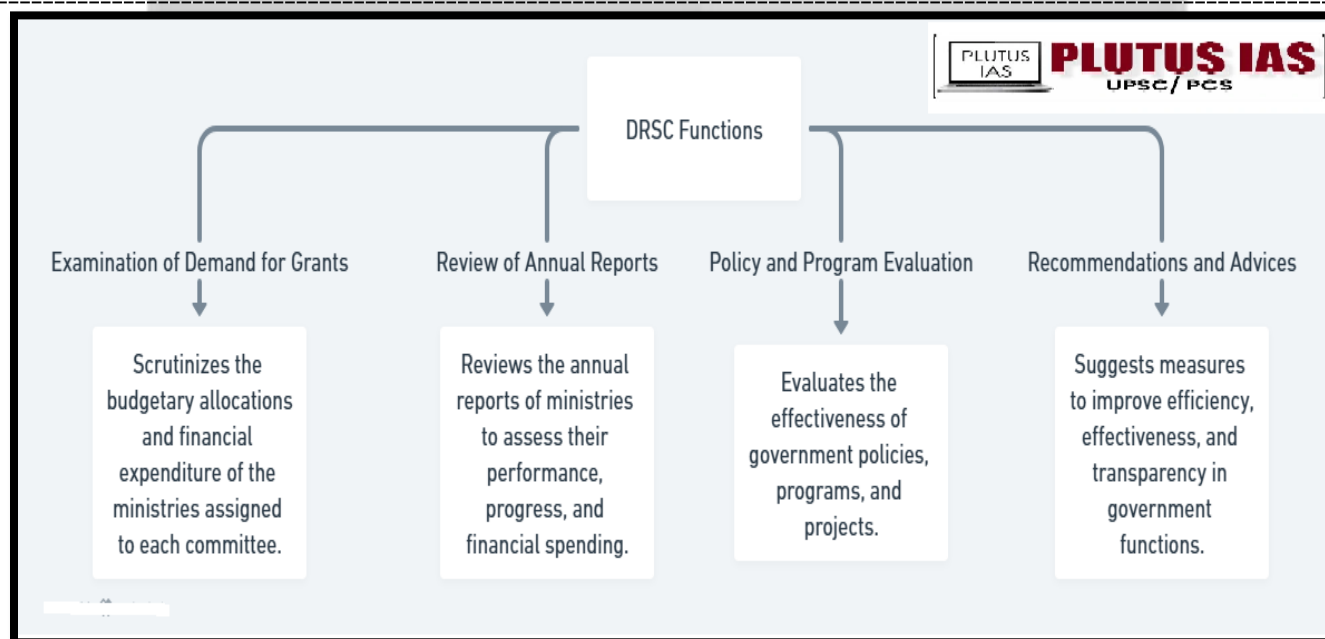 PLUTUS
IAS
PLUTUS IAS
UPSC/ PCS
DRSC Functions
Examination of Demand for Grants
Review of Annual Reports
Policy and Program Evaluation
Recommendations and Advices
Scrutinizes the
budgetary allocations
and financial
expenditure of the
ministries assigned
to each committee.
Reviews the annual
reports of ministries
to assess their
performance,
progress, and
financial spending.
Evaluates the
effectiveness of
government policies,
programs, and
projects.
Suggests measures
to improve efficiency,
effectiveness, and
transparency in
government
functions.